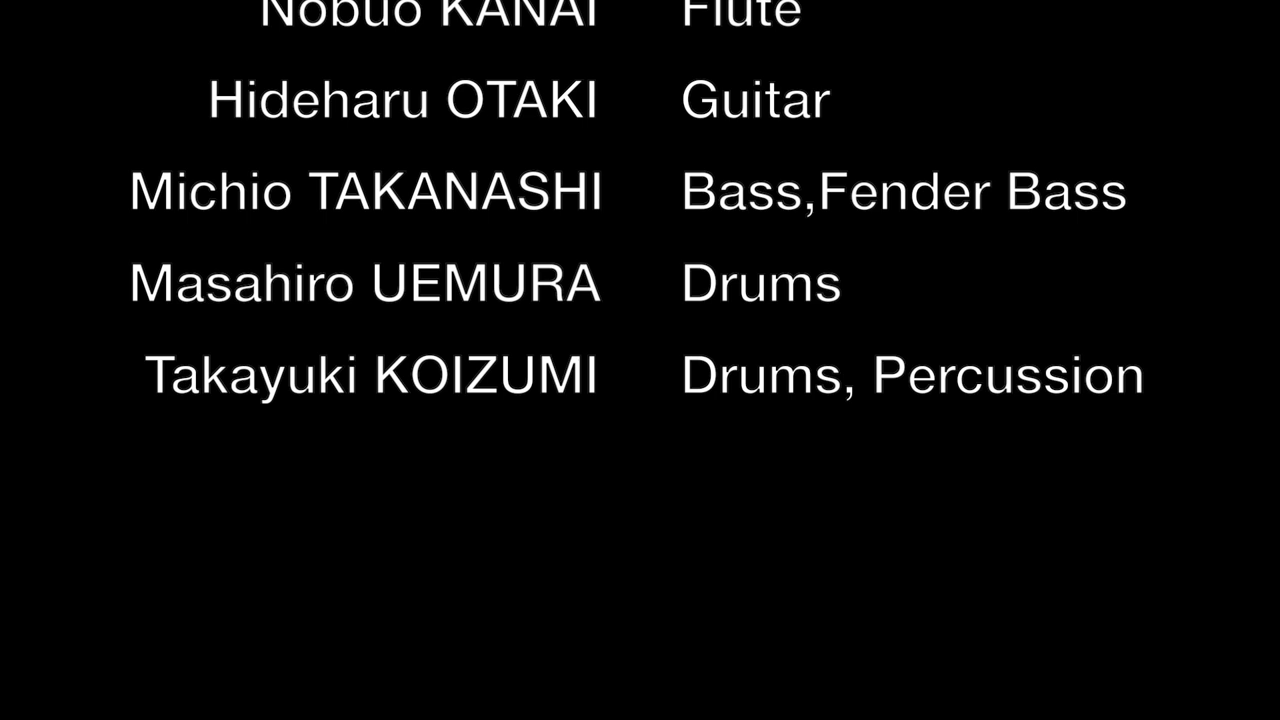 Nobuo KANAI Flute
Hideharu OTAKI Guitar
Michio TAKANASHI Bass,Fender Bass
Masahiro UEMURA Drums
Takayuki KOIZUMI Drums, Percussion